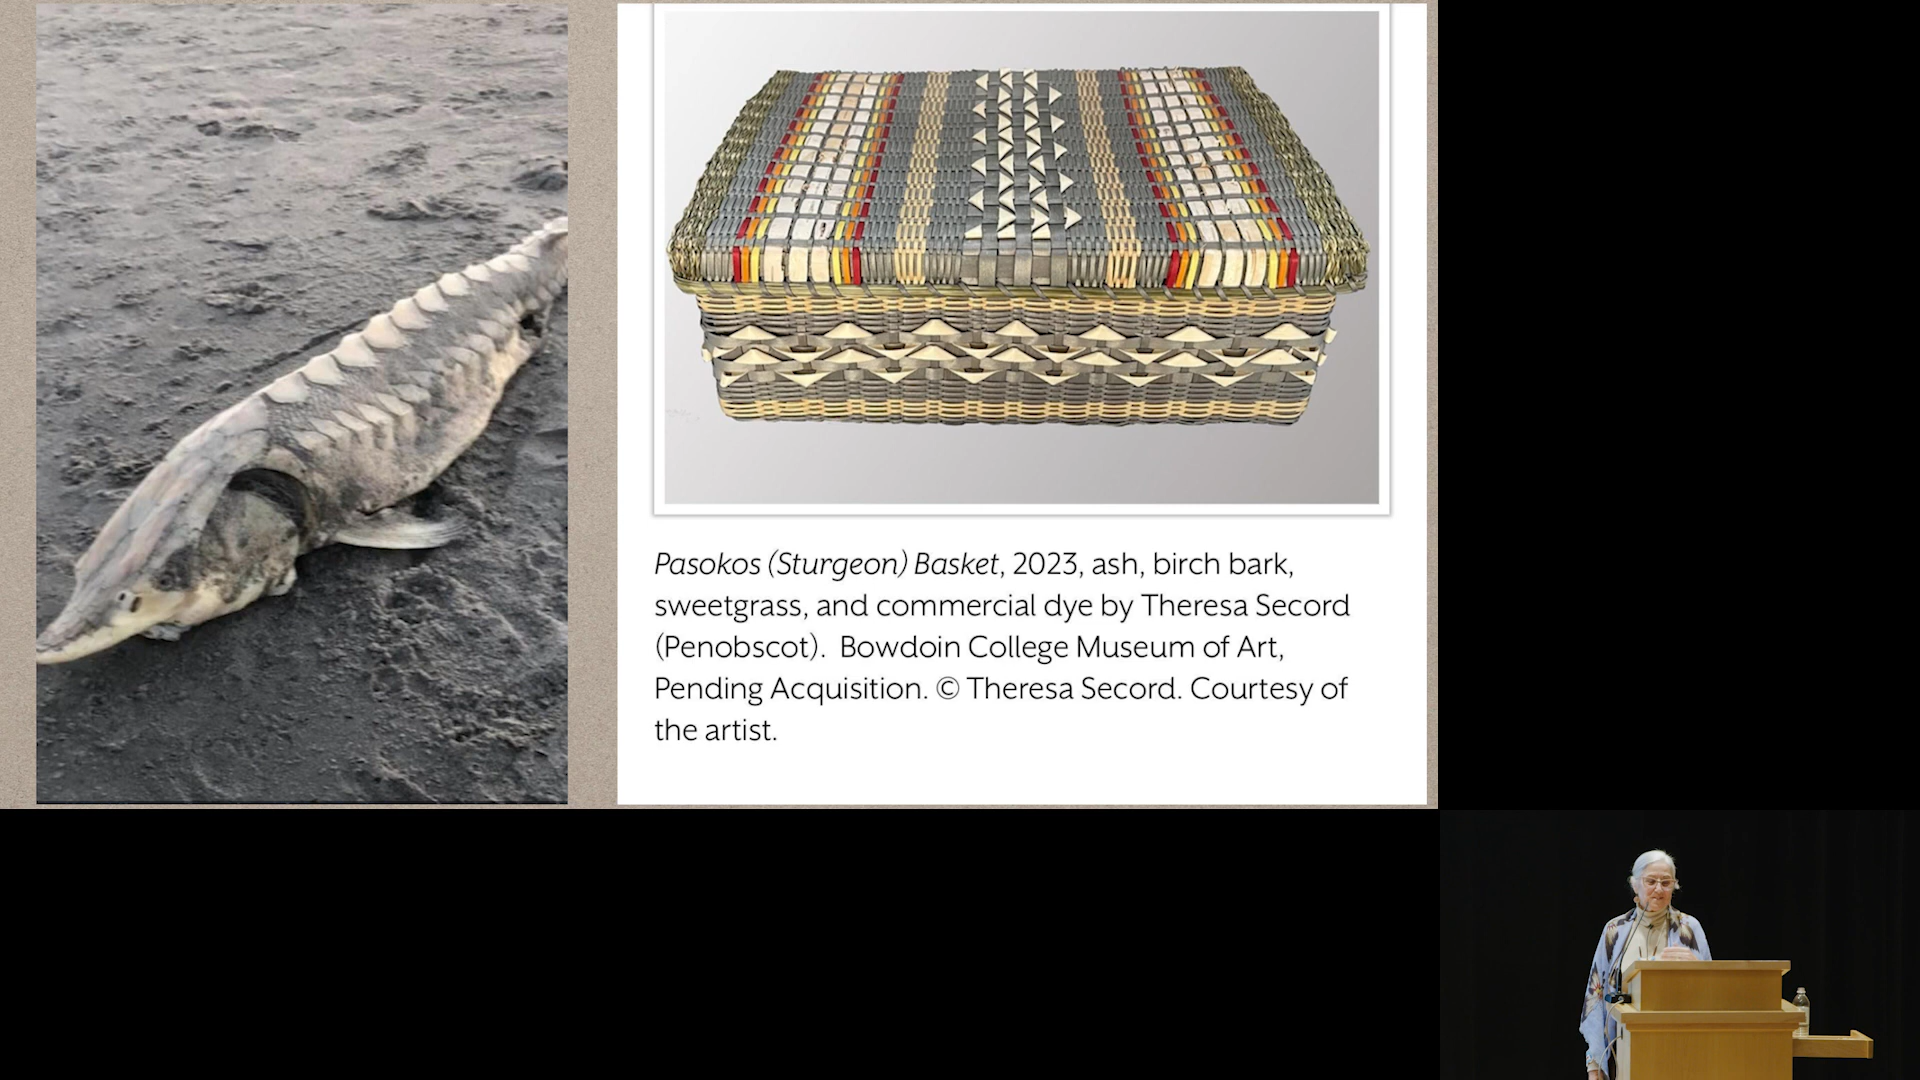 Pasokos (Sturgeon) Basket, 2023, ash, birch bark,
sweetgrass, and commercial dye by Theresa Secord
(Penobscot).  Bowdoin College Museum of Art,
Pending Acquisition. © Theresa Secord. Courtesy of
the artist.